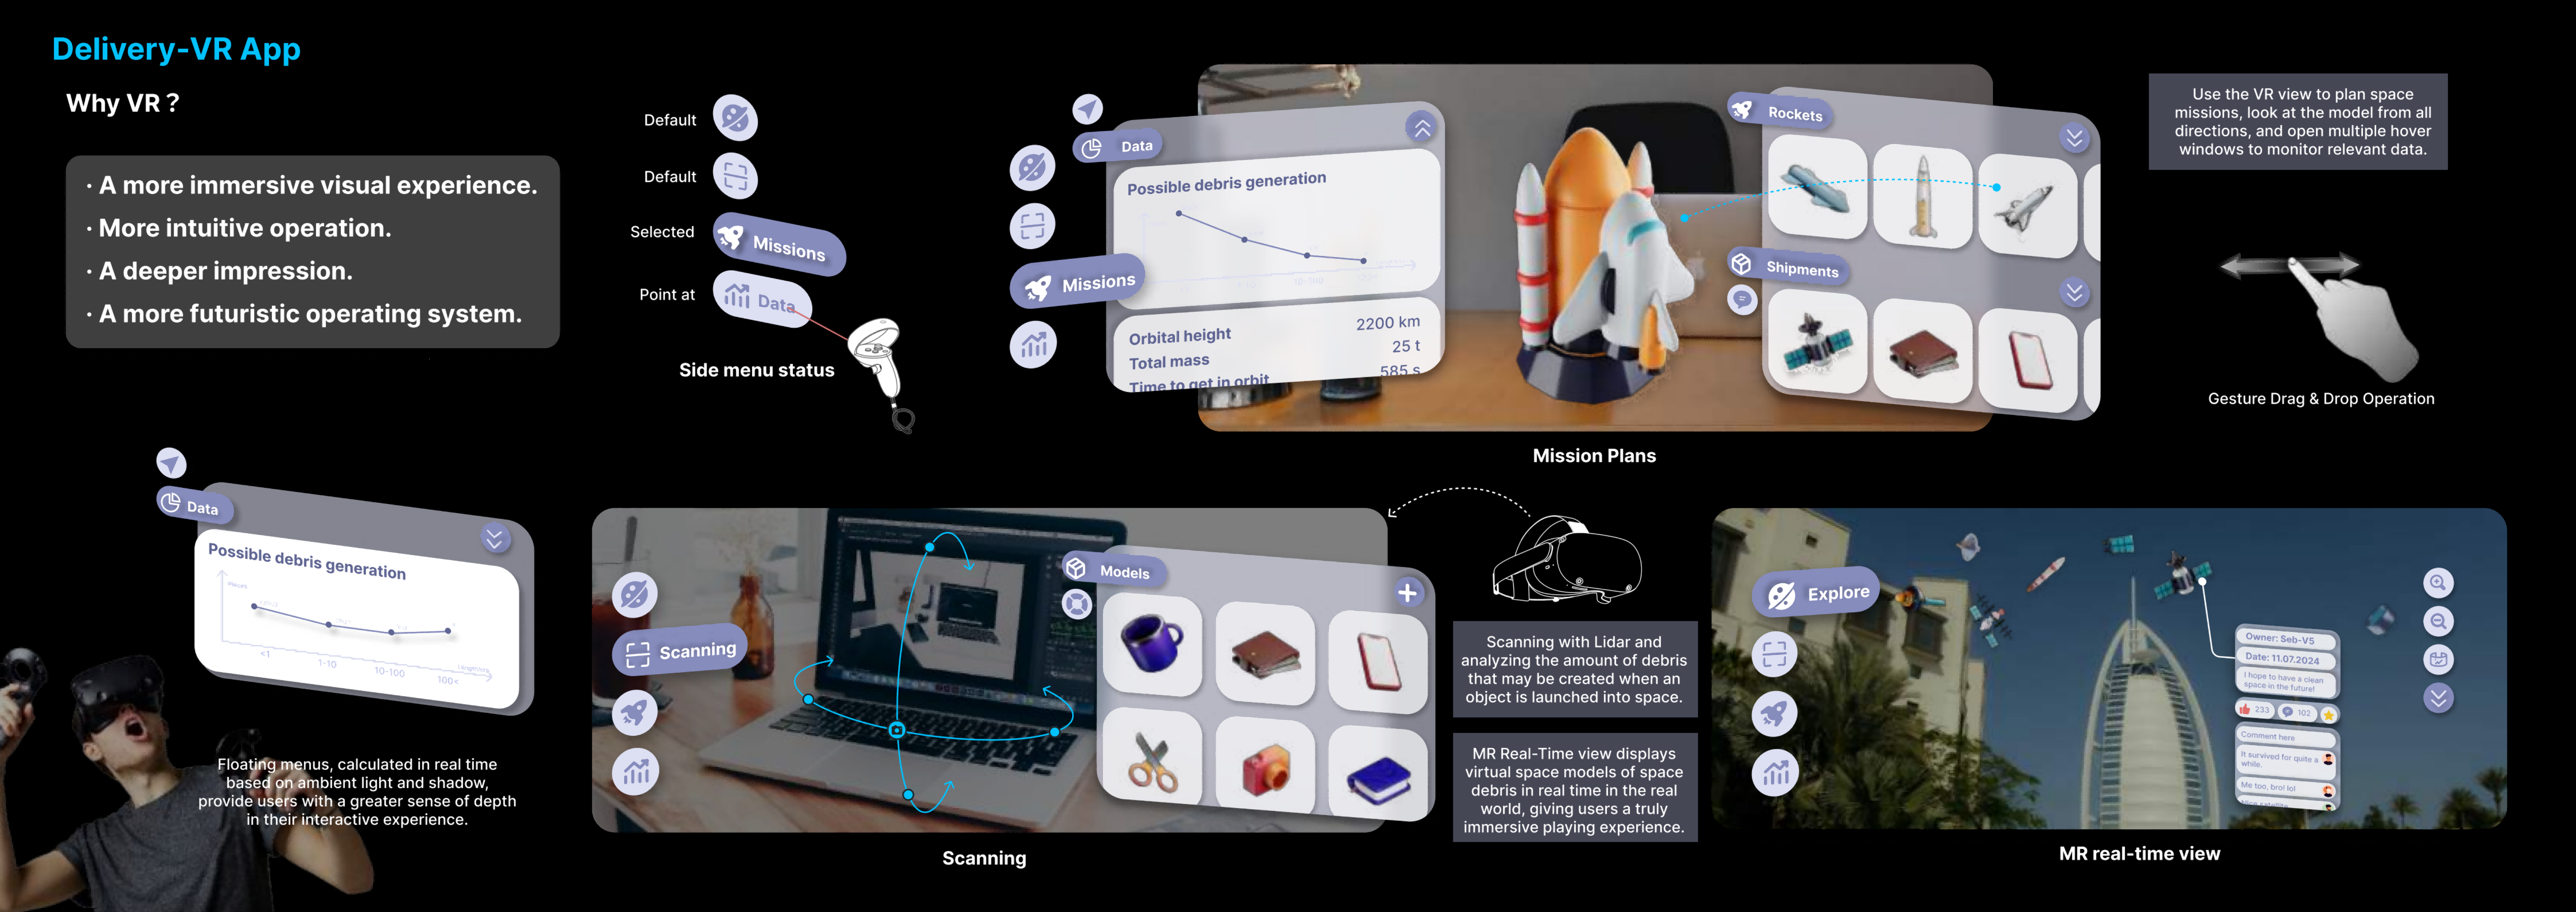 Delivery-VR App
Why VR ?
· A more immersive visual experience.
· More intuitive operation.
· A deeper impression.
· A more futuristic operating system.
Default
Default
Selected
Missions
Point at
Data
Side menu status
Data
Possible debris generation
Missions
Orbital height 2200 km
Total mass 25 t
Time to get in orbit 585 s
Rockets
Shipments
Mission Plans
Use the VR view to plan space
missions, look at the model from all
directions, and open multiple hover
windows to monitor relevant data.
Gesture Drag & Drop Operation
Data
Possible debris generation
<1
1-10
10-100
100<
Floating menus, calculated in real time
based on ambient light and shadow,
provide users with a greater sense of depth
in their interactive experience.
Scanning
Models
Scanning
Scanning with Lidar and
analyzing the amount of debris
that may be created when an
object is launched into space.
MR Real-Time view displays
virtual space models of space
debris in real time in the real
world, giving users a truly
immersive playing experience.
Explore
Owner: Seb-V5
Date: 11.07.2024
I hope to have a clean
space in the future!
233
102
Comment here
It survived for quite a
while.
Me too, bro! lol
Nice satellite
MR real-time view